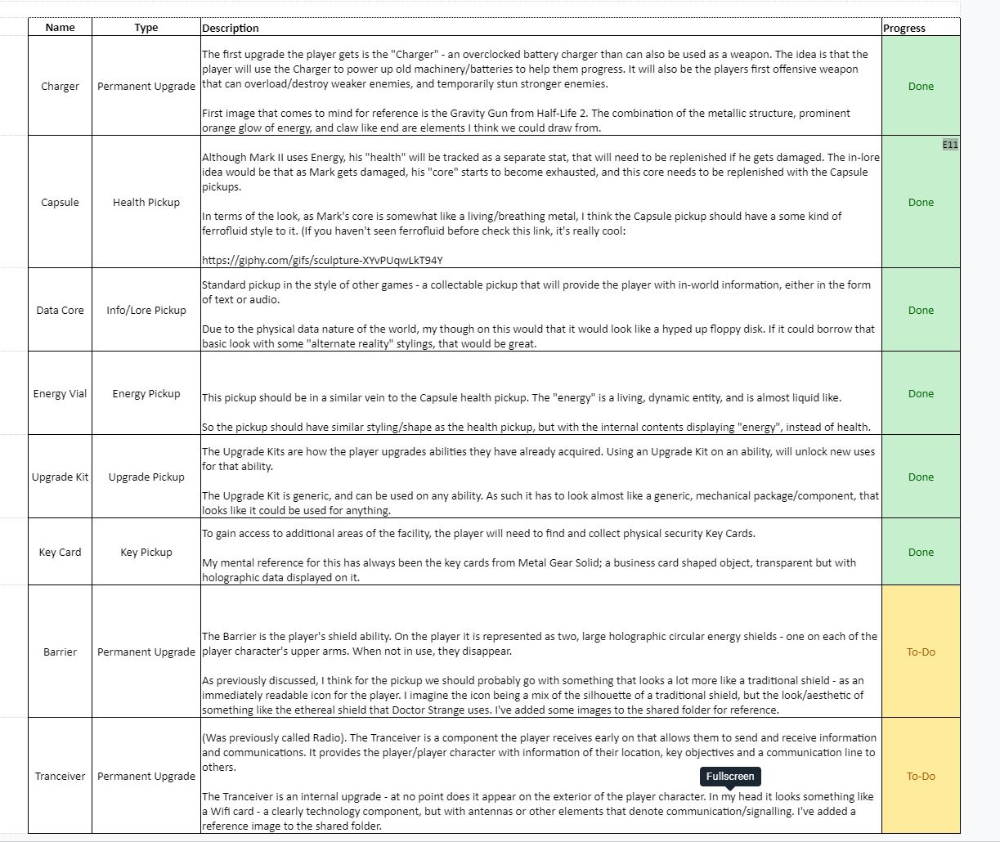 Name Type Description Progress
The first upgrade the player gets is the "Charger" - an overclocked battery charger than can also be used as a weapon. The idea is that the
player will use the Charger to power up old machinery/batteries to help them progress. It will also be the players first offensive weapon
Charger Permanent Upgrade that can overload/destroy weaker enemies, and temporarily stun stronger enemies. Done
First image that comes to mind for reference is the Gravity Gun from Half-Life 2. The combination of the metallic structure, prominent
orange glow of energy, and claw like end are elements I think we could draw from.
E11
Although Mark II uses Energy, his "health" will be tracked as a separate stat, that will need to be replenished if he gets damaged. The in-lore
idea would be that as Mark gets damaged, his "core" starts to become exhausted, and this core needs to be replenished with the Capsule
pickups.
Capsule Health Pickup Done
In terms of the look, as Mark's core is somewhat like a living/breathing metal, I think the Capsule pickup should have a some kind of
ferrofluid style to it. (If you haven't seen ferrofluid before check this link, it's really cool:
https://giphy.com/gifs/sculpture-XYvPUqwLkT94Y
Standard pickup in the style of other games - a collectable pickup that will provide the player with in-world information, either in the form
of text or audio.
Data Core Info/Lore Pickup Done
Due to the physical data nature of the world, my though on this would that it would look like a hyped up floppy disk. If it could borrow that
basic look with some "alternate reality" stylings, that would be great.
Energy Vial Energy Pickup Done
This pickup should be in a similar vein to the Capsule health pickup. The "energy" is a living, dynamic entity, and is almost liquid like.
So the pickup should have similar styling/shape as the health pickup, but with the internal contents displaying "energy", instead of health.
The Upgrade Kits are how the player upgrades abilities they have already acquired. Using an Upgrade Kit on an ability, will unlock new uses
for that ability.
Upgrade Kit Upgrade Pickup Done
The Upgrade Kit is generic, and can be used on any ability. As such it has to look almost like a generic, mechanical package/component, that
looks like it could be used for anything.
To gain access to additional areas of the facility, the player will need to find and collect physical security Key Cards.
Key Card Key Pickup Done
My mental reference for this has always been the key cards from Metal Gear Solid; a business card shaped object, transparent but with
holographic data displayed on it.
The Barrier is the player's shield ability. On the player it is represented as two, large holographic circular energy shields - one on each of the
Barrier Permanent Upgrade player character's upper arms. When not in use, they disappear. To-Do
As previously discussed, I think for the pickup we should probably go with something that looks a lot more like a traditional shield - as an
immediately readable icon for the player. I imagine the icon being a mix of the silhouette of a traditional shield, but the look/aesthetic of
something like the ethereal shield that Doctor Strange uses. I've added some images to the shared folder for reference.
(Was previously called Radio). The Tranceiver is a component the player receives early on that allows them to send and receive information
and communications. It provides the player/player character with information of their location, key objectives and a communication line to
others.
Tranceiver Permanent Upgrade Fullscreen To-Do
The Tranceiver is an internal upgrade - at no point does it appear on the exterior of the player character. In my head it looks something like
a Wifi card - a clearly technology component, but with antennas or other elements that denote communication/signalling. I've added a
reference image to the shared folder.